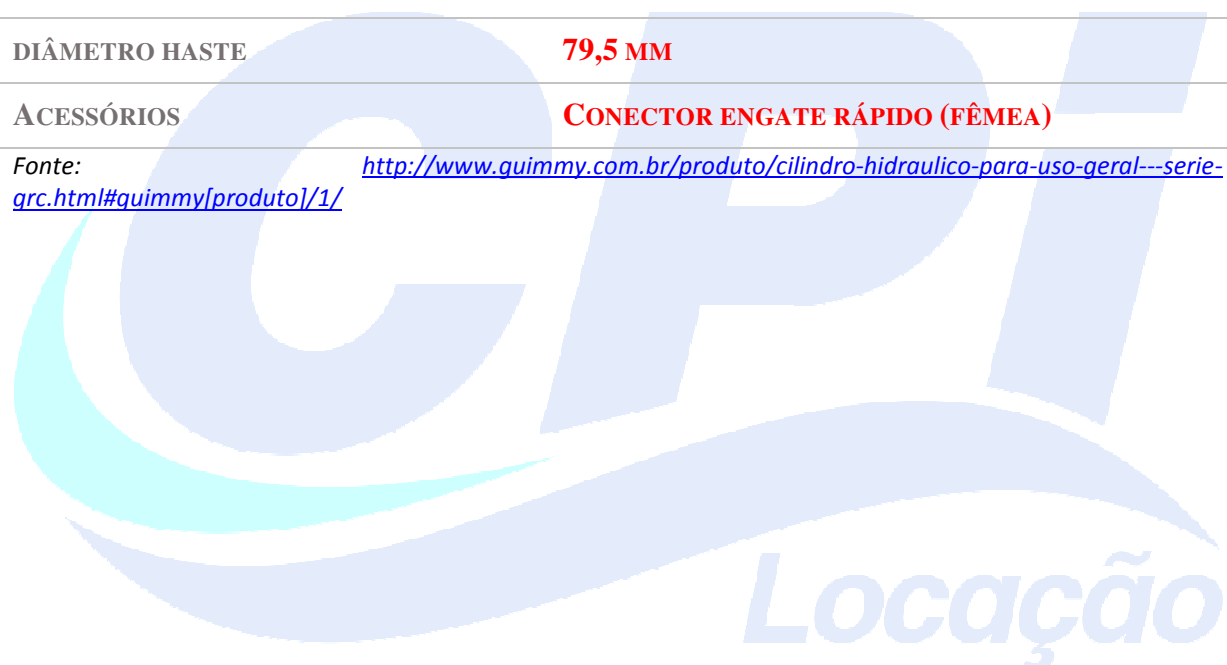 DIÂMETRO HASTE 79,5 MM
ACESSÓRIOS CONECTOR ENGATE RÁPIDO (FÊMEA)
Fonte: http://www.guimmy.com.br/produto/cilindro-hidraulico-para-uso-geral---serie-
grc.html#guimmy[produto]/1/
CPi
Locação